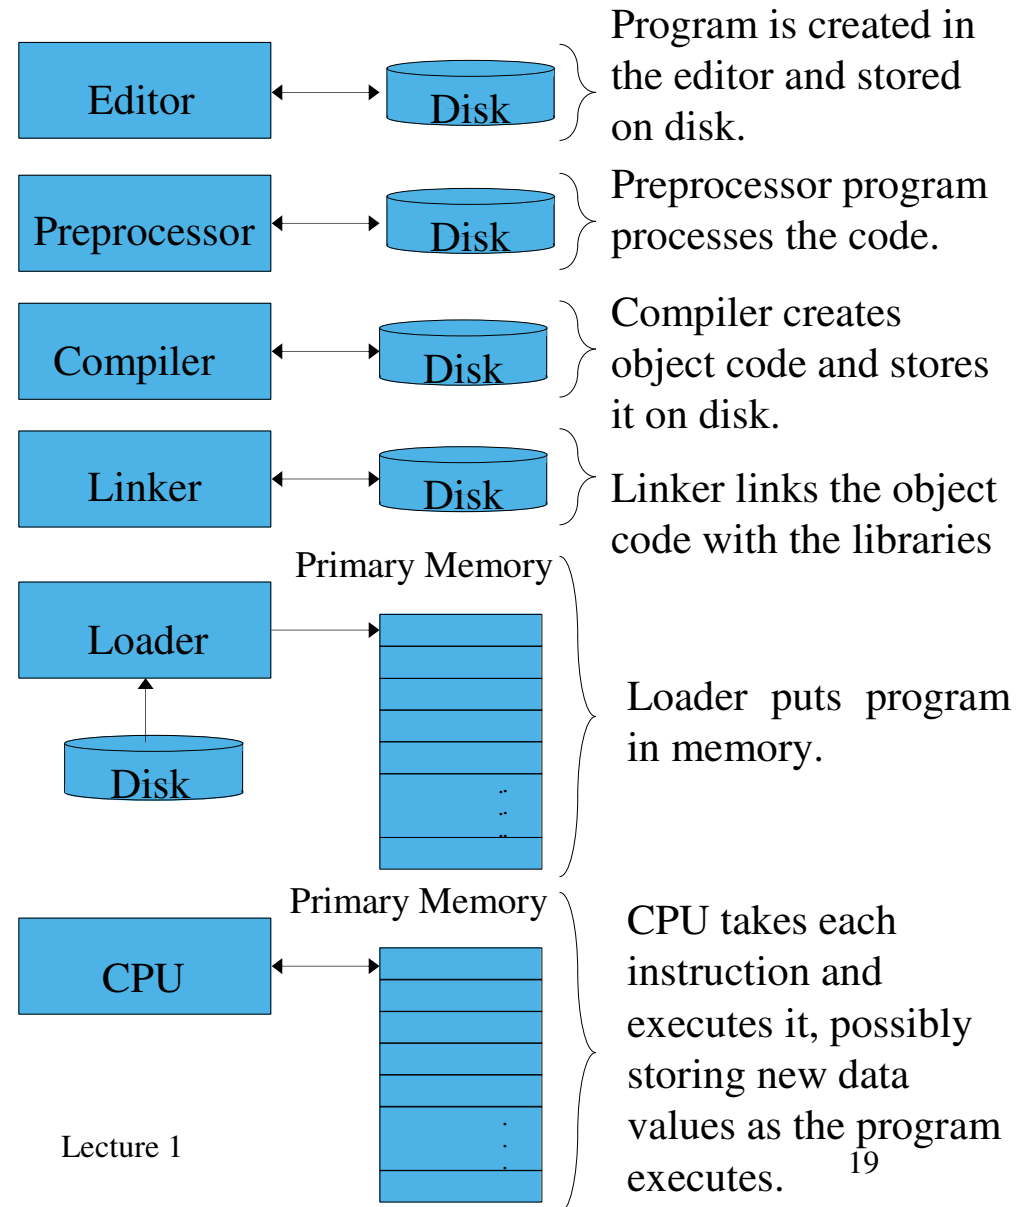 Editor
Disk
Program is created in
the editor and stored
on disk.
Preprocessor
Disk
Preprocessor program
processes the code.
Compiler
Disk
Compiler creates
object code and stores
it on disk.
Linker
Disk
Linker links the object
code with the libraries
Primary Memory
Loader
Disk
Loader puts program
in memory.
Primary Memory
CPU
CPU takes each
instruction and
executes it, possibly
storing new data
values as the program
executes.
Lecture 1
19